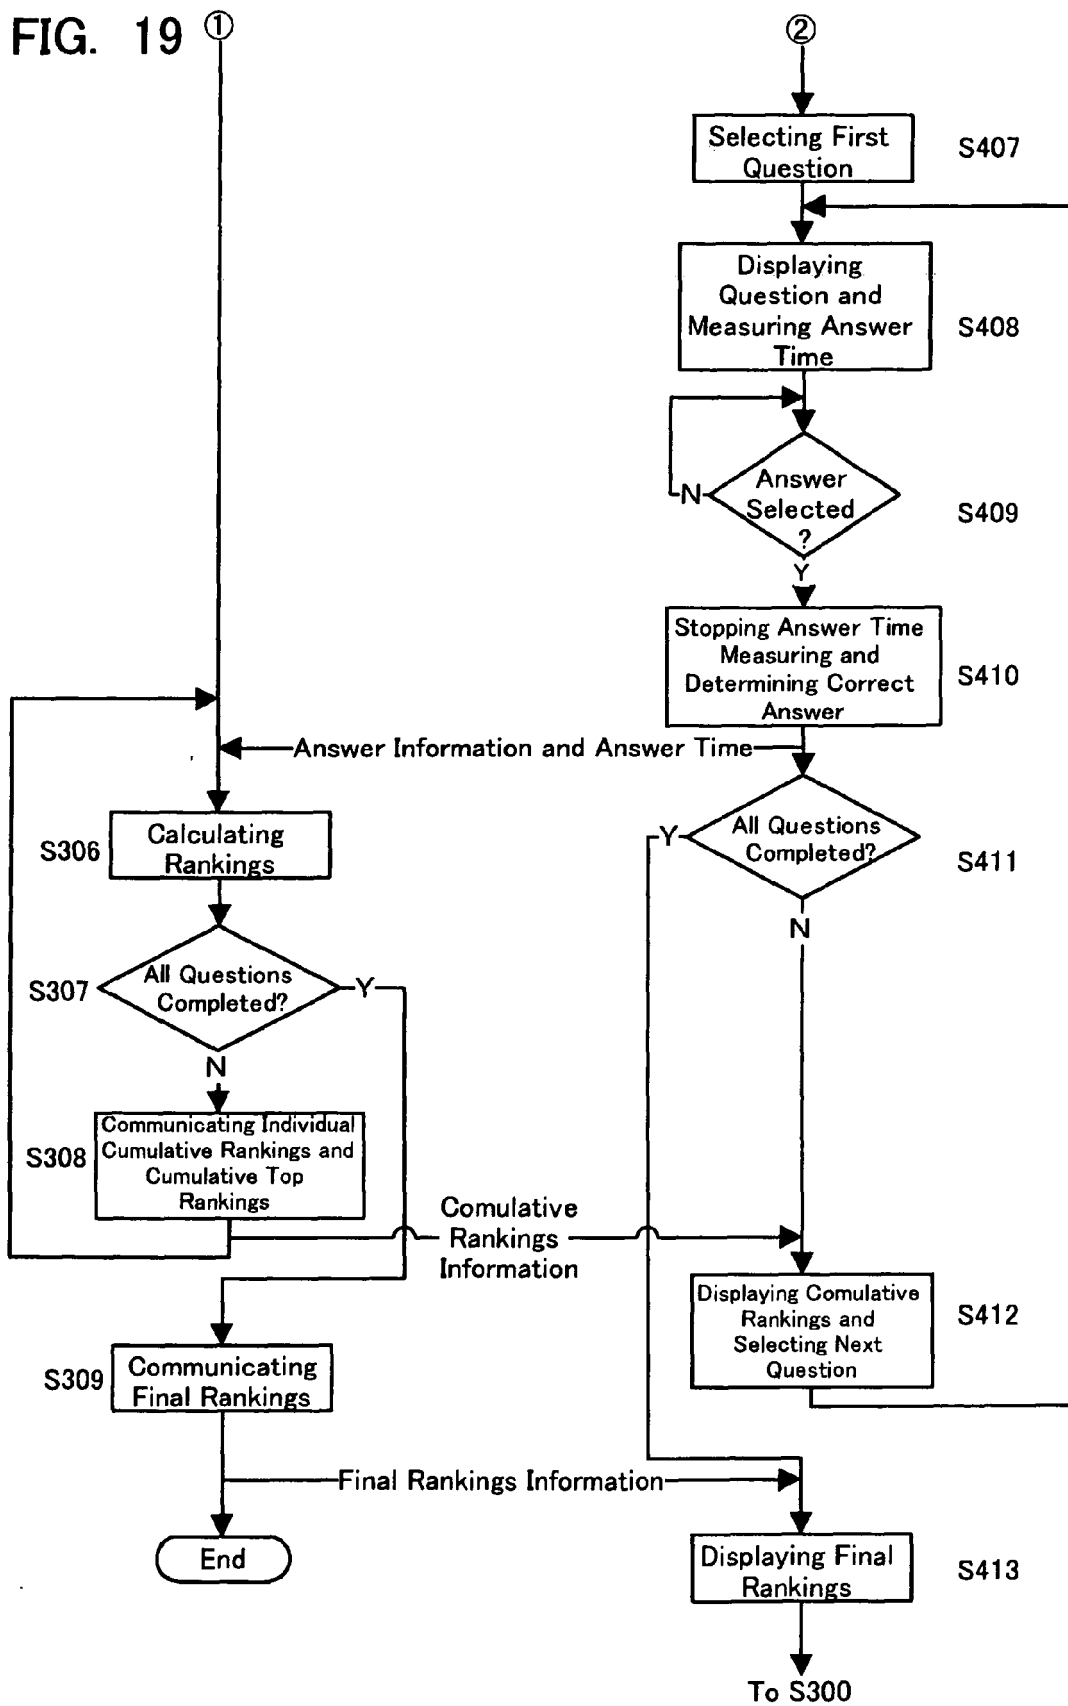 FIG. 19
①
②
Selecting First
Question
S407
Displaying
Question and
Measuring Answer
Time
S408
Answer
Selected
?
N
S409
Y
Stopping Answer Time
Measuring and
Determining Correct
Answer
S410
Answer Information and Answer Time
All Questions
Completed?
Y
S411
N
S306
Calculating
Rankings
S307
All Questions
Completed?
Y
N
S308
Communicating Individual
Cumulative Rankings and
Cumulative Top
Rankings
Comulative
Rankings
Information
Displaying Comulative
Rankings and
Selecting Next
Question
S412
S309
Communicating
Final Rankings
Final Rankings Information
End
Displaying Final
Rankings
S413
To S300